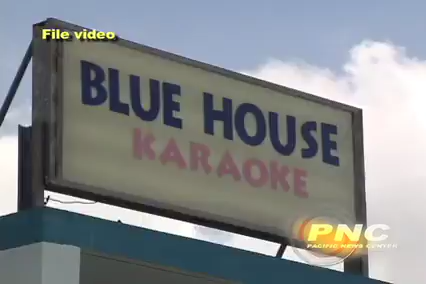 File video
BLUE HOUSE
KARAOKE
PNC
PACIFIC NEWS CENTER